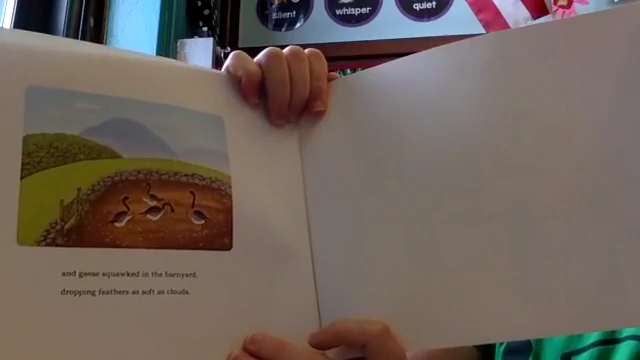 silent
whisper
quiet
and geese squawked in the barnyard,
dropping feathers as soft as clouds.